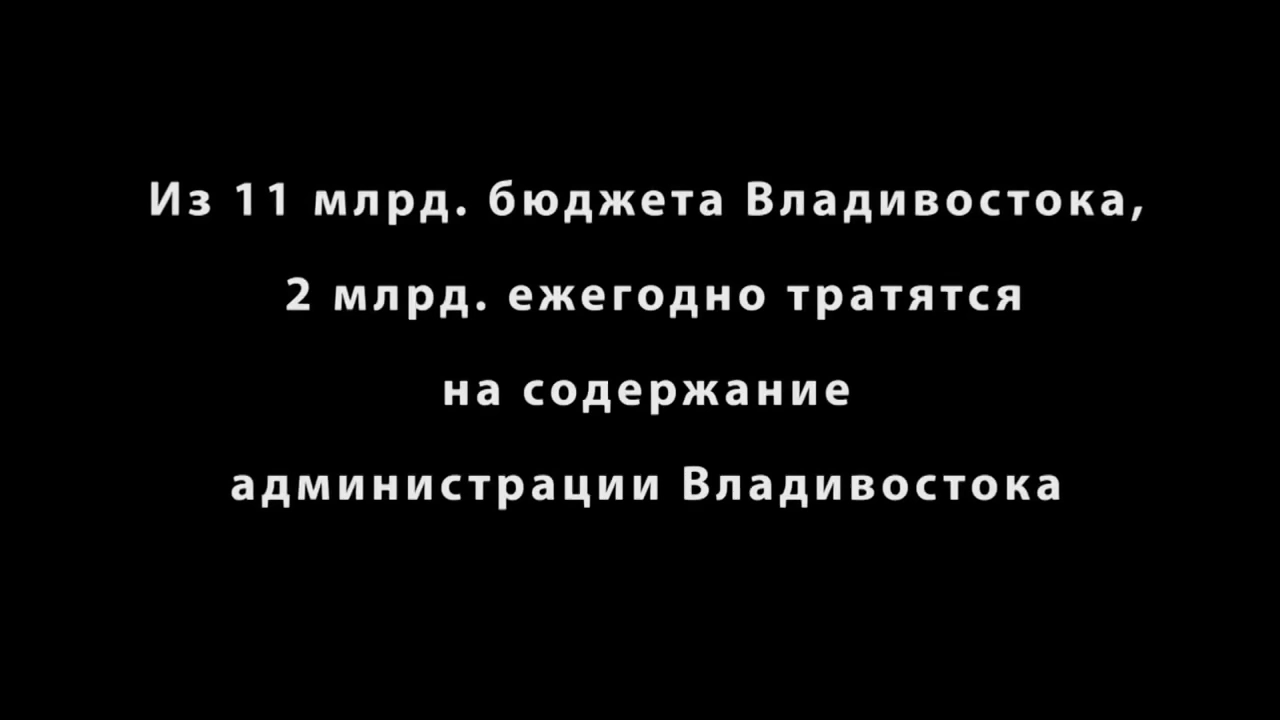 Из 11 млрд. бюджета Владивостока,
2 млрд. ежегодно тратятся
на содержание
администрации Владивостока